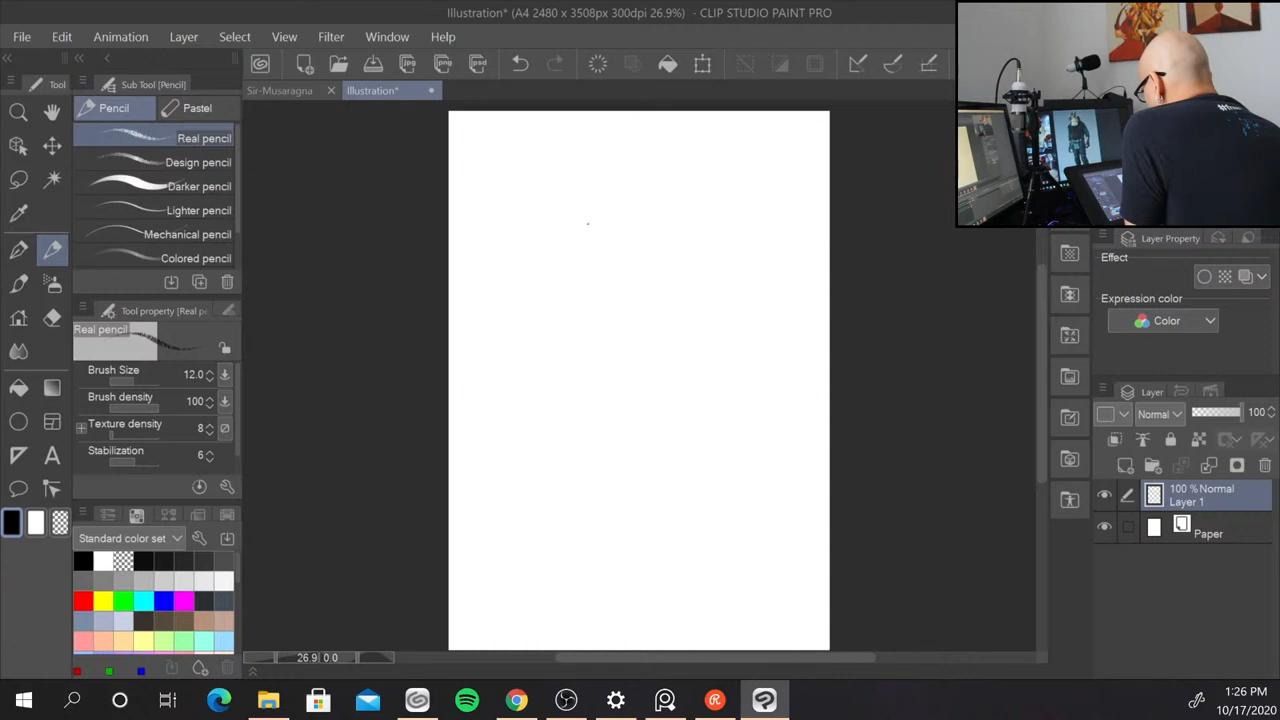 Illustration* (A4 2480 x 3508px 300dpi 26.9%) - CLIP STUDIO PAINT PRO
File Edit Animation Layer Select View Filter Window Help
Tool
Sub Tool [Pencil]
Sir-Musaragna
Illustration*
Pencil
Pastel
Real pencil
Design pencil
Darker pencil
Lighter pencil
Mechanical pencil
Colored pencil
Tool property [Real pe
Real pencil
Brush Size 12.0
Brush density 100
Texture density 8
Stabilization 6
Standard color set
26.9 0.0
Layer Property
Effect
Expression color
Color
Layer
Normal 100
100 % Normal
Layer 1
Paper
1:26 PM
10/17/2020